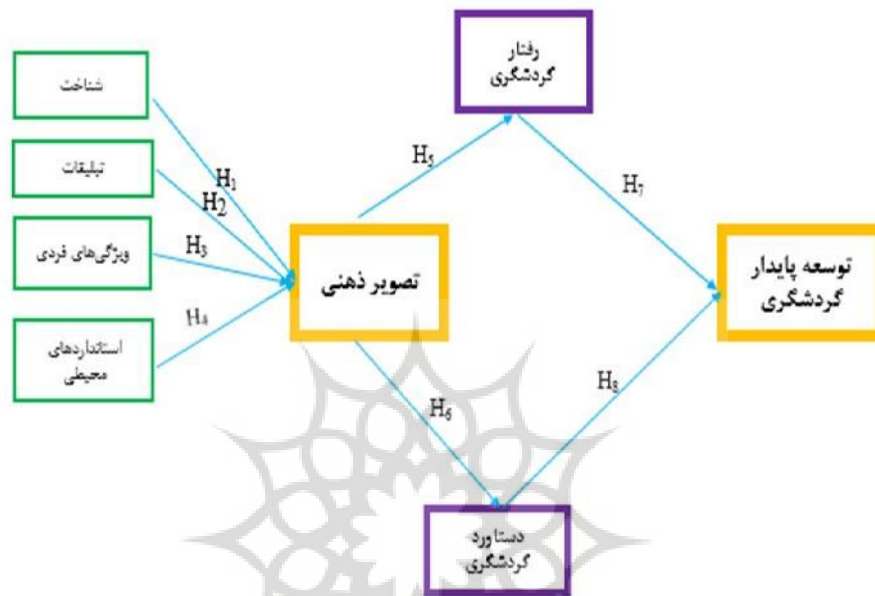 رفتار
گردشگری
شناخت
تبلیقات
ویژگی‌های فردی
استانداردهای
محیطی
H1
H2
H3
H4
تصویر ذهنی
H5
H6
H7
H8
توسعه پایدار
گردشگری
دستاورد
گردشگری